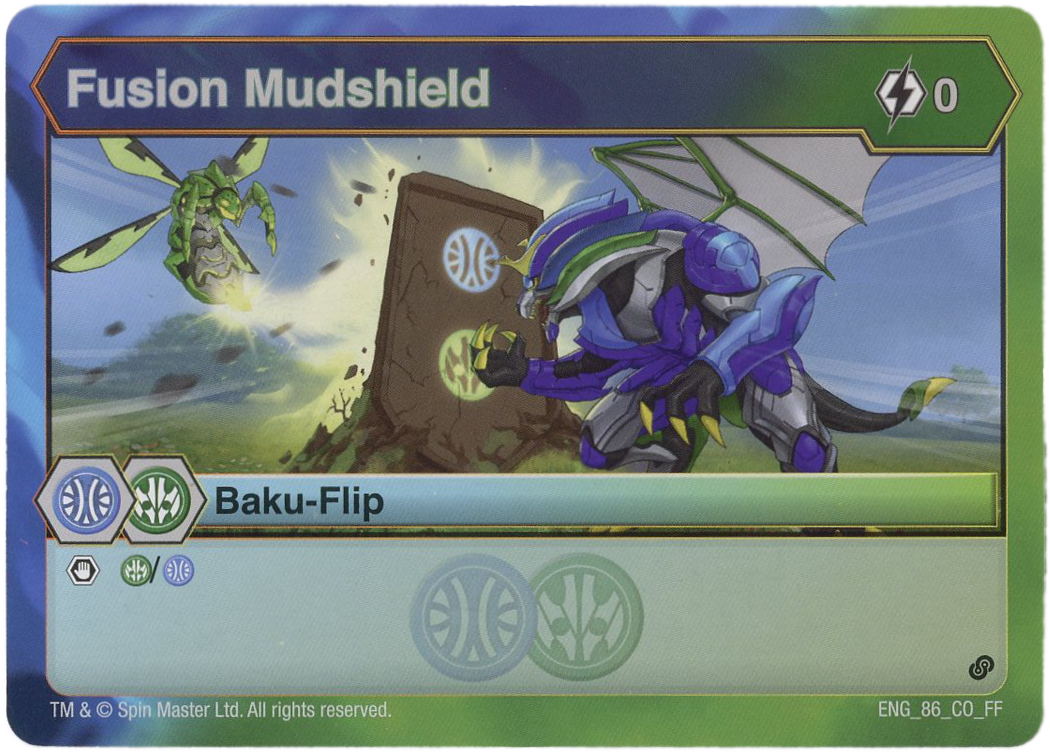 Fusion Mudshield
0
Baku-Flip
/
TM & © Spin Master Ltd. All rights reserved.
ENG_86_CO_FF